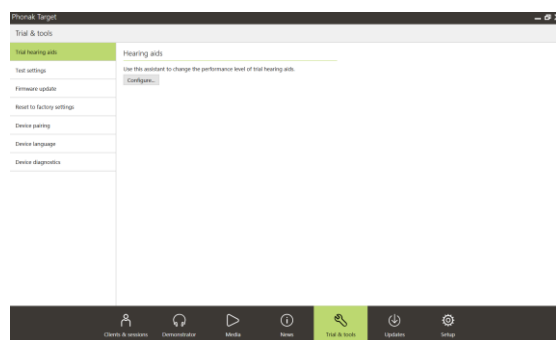 Phonak Target
Trial & tools
Trial hearing aids
Test settings
Firmware update
Reset to factory settings
Device pairing
Device language
Device diagnostics
Hearing aids
Use this assistant to change the performance level of trial hearing aids.
Configure...
Clients & sessions
Demonstrator
Media
News
Trial & tools
Updates
Setup